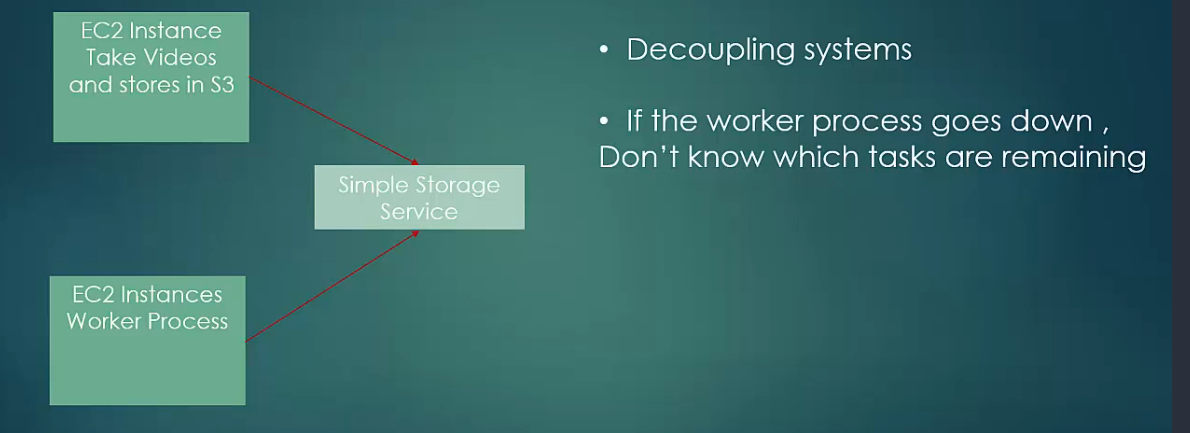 EC2 Instance
Take Videos
and stores in S3
Simple Storage
Service
EC2 Instances
Worker Process
• Decoupling systems
• If the worker process goes down ,
Don't know which tasks are remaining